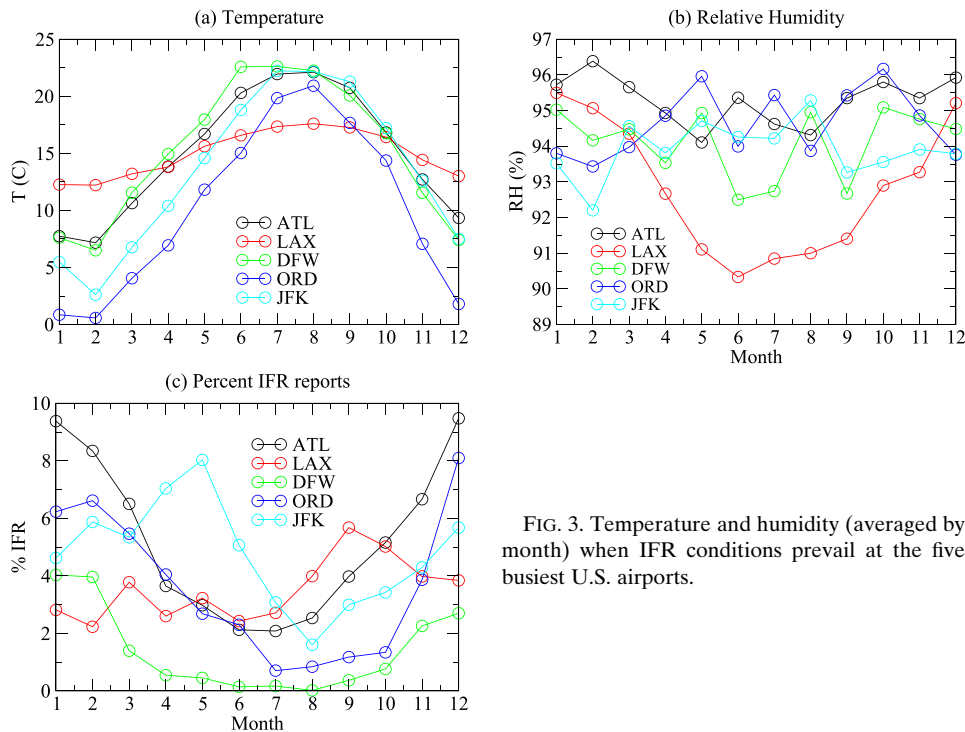 (a) Temperature
25
20
15
10
5
0
T (C)
ATL
LAX
DFW
ORD
JFK
1 2 3 4 5 6 7 8 9 10 11 12
(b) Relative Humidity
97
96
95
94
93
92
91
90
89
RH (%)
ATL
LAX
DFW
ORD
JFK
1 2 3 4 5 6 7 8 9 10 11 12
Month
(c) Percent IFR reports
10
8
6
4
2
0
% IFR
ATL
LAX
DFW
ORD
JFK
1 2 3 4 5 6 7 8 9 10 11 12
Month
FIG. 3. Temperature and humidity (averaged by
month) when IFR conditions prevail at the five
busiest U.S. airports.